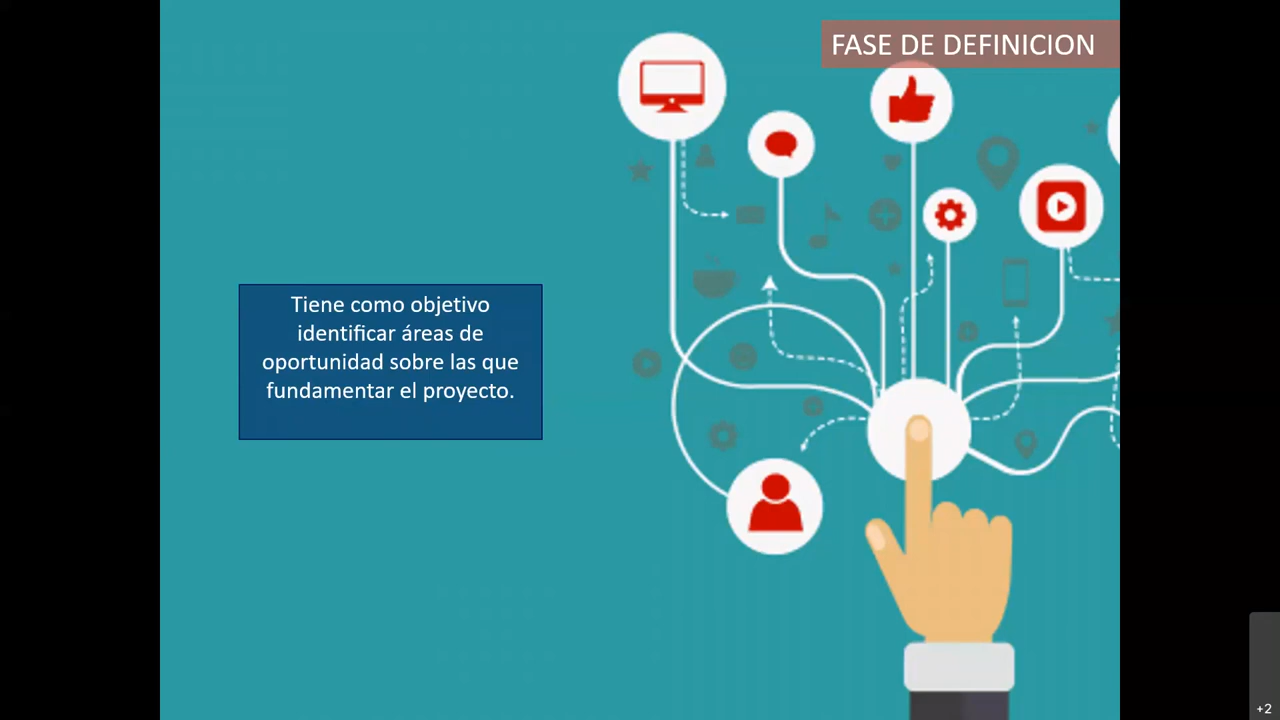 FASE DE DEFINICION
Tiene como objetivo
identificar áreas de
oportunidad sobre las que
fundamentar el proyecto.
+2